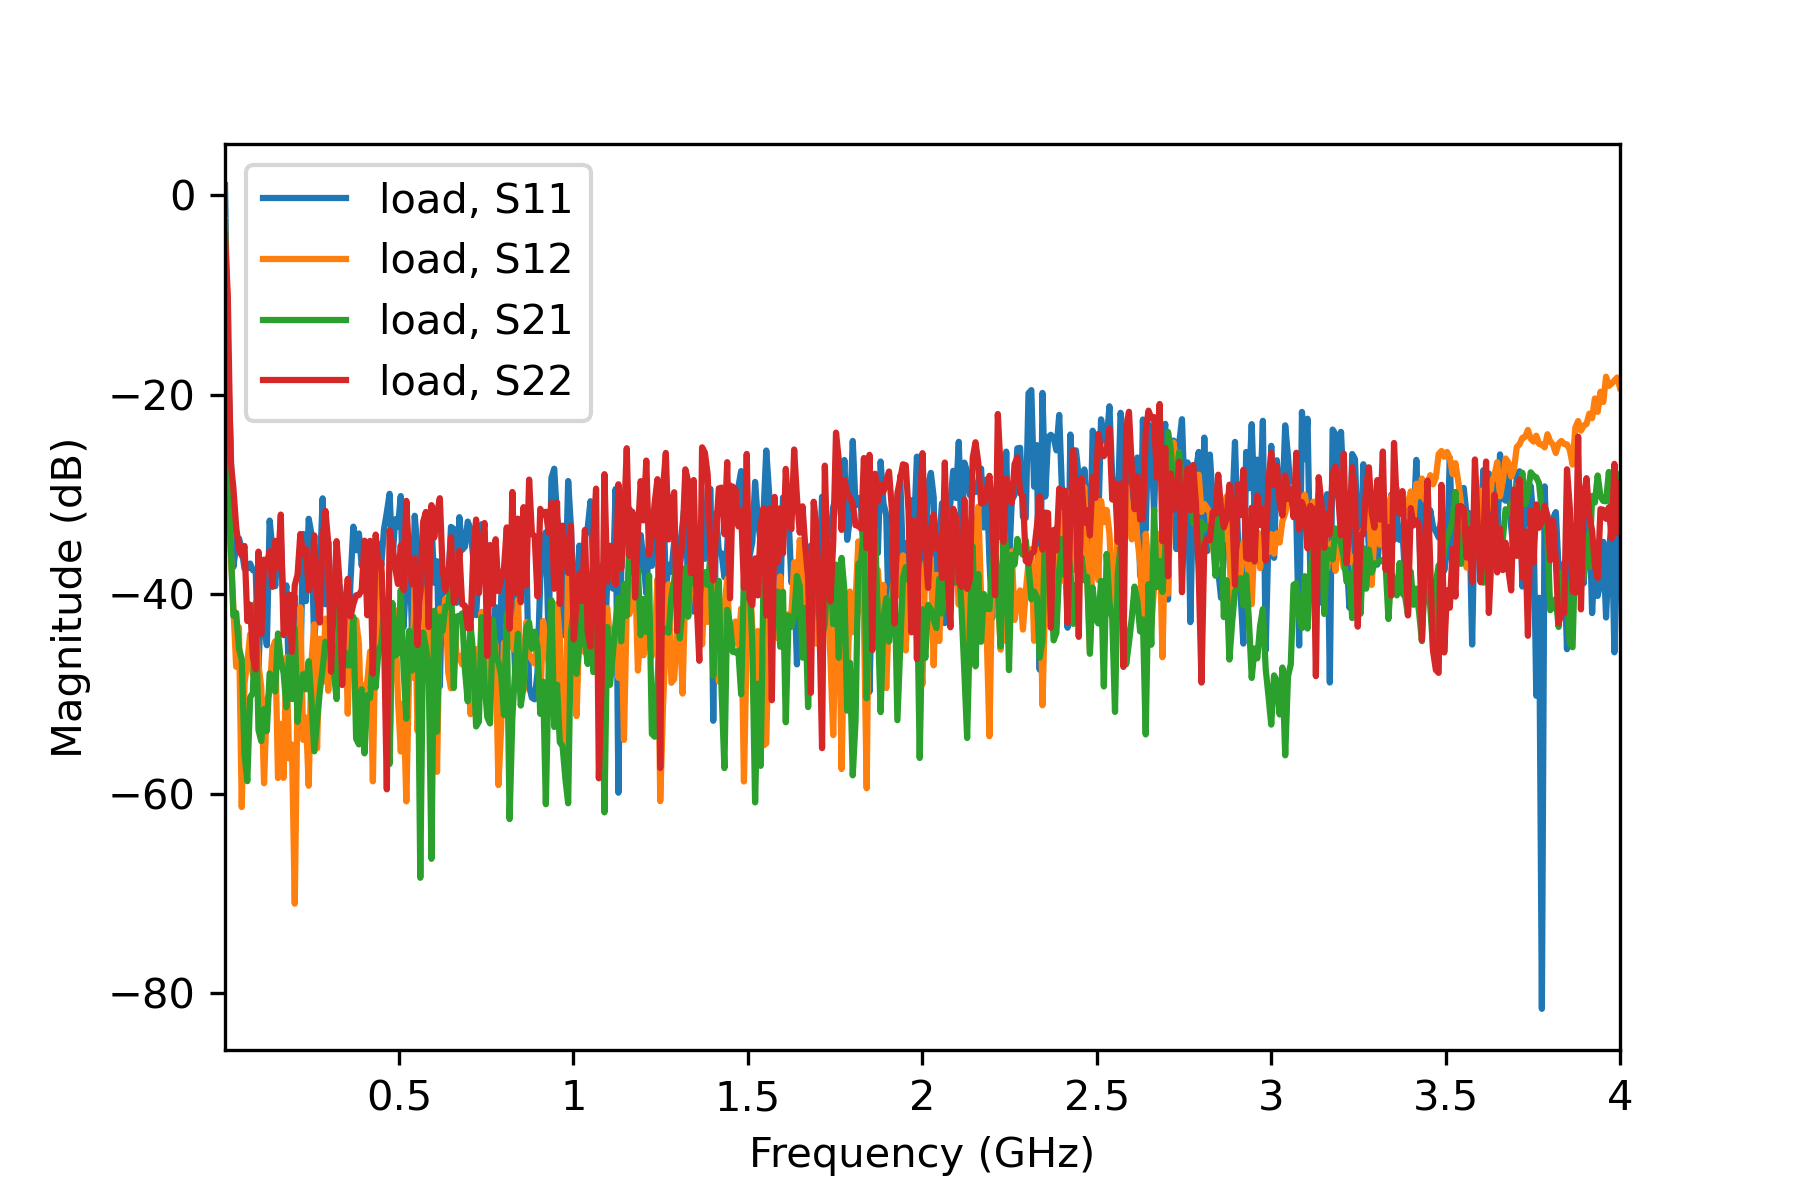 load, S11
load, S12
load, S21
load, S22
0
−20
−40
−60
−80
Magnitude (dB)
0.5 1 1.5 2 2.5 3 3.5 4
Frequency (GHz)